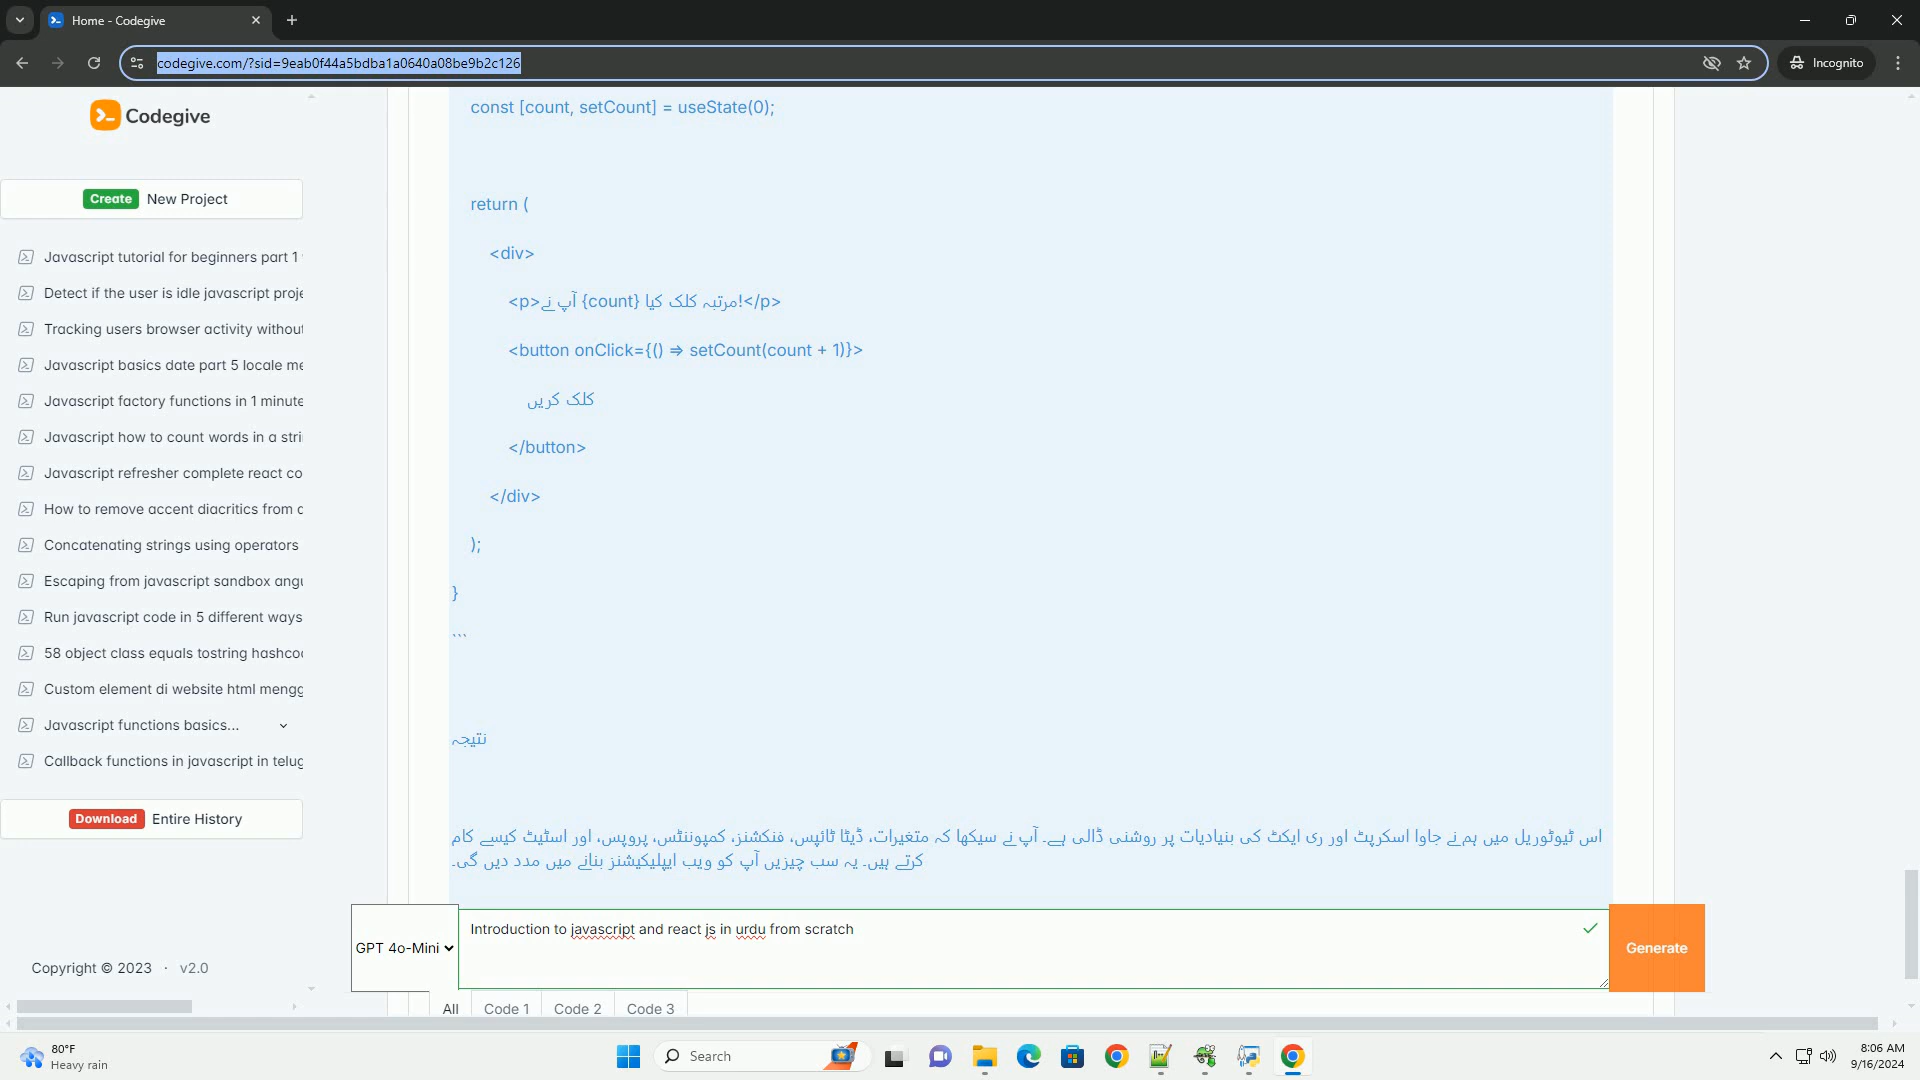 Home - Codegive
codegive.com/?sid=9eab0f44a5bdba1a0640a08be9b2c126
Incognito
Codegive
Create New Project
Javascript tutorial for beginners part 1
Detect if the user is idle javascript proje
Tracking users browser activity without
Javascript basics date part 5 locale me
Javascript factory functions in 1 minute
Javascript how to count words in a stri
Javascript refresher complete react co
How to remove accent diacritics from
Concatenating strings using operators
Escaping from javascript sandbox angu
Run javascript code in 5 different ways
58 object class equals tostring hashcod
Custom element di website html mengg
Javascript functions basics...
Callback functions in javascript in telug
Download Entire History
Copyright © 2023 · v2.0
const [count, setCount] = useState(0);
return (
<div>
<p>آپ نے {count} مرتبہ کلک کیا!</p>
<button onClick={() => setCount(count + 1)}>
کلک کریں
</button>
</div>
);
}
```
نتیجہ
اس ٹیوٹوریل میں ہم نے جاوا اسکرپٹ اور ری ایکٹ کی بنیادیات پر روشنی ڈالی ہے۔ آپ نے سیکھا کہ متغیرات، ڈیٹا ٹائپس، فنکشنز، کمپوننٹس، پروپس، اور اسٹیٹ کیسے کام
کرتے ہیں۔ یہ سب چیزیں آپ کو ویب ایپلیکیشنز بنانے میں مدد دیں گی۔
GPT 4o-Mini
Introduction to javascript and react js in urdu from scratch
Generate
All Code 1 Code 2 Code 3
80°F
Heavy rain
Search
8:06 AM
9/16/2024